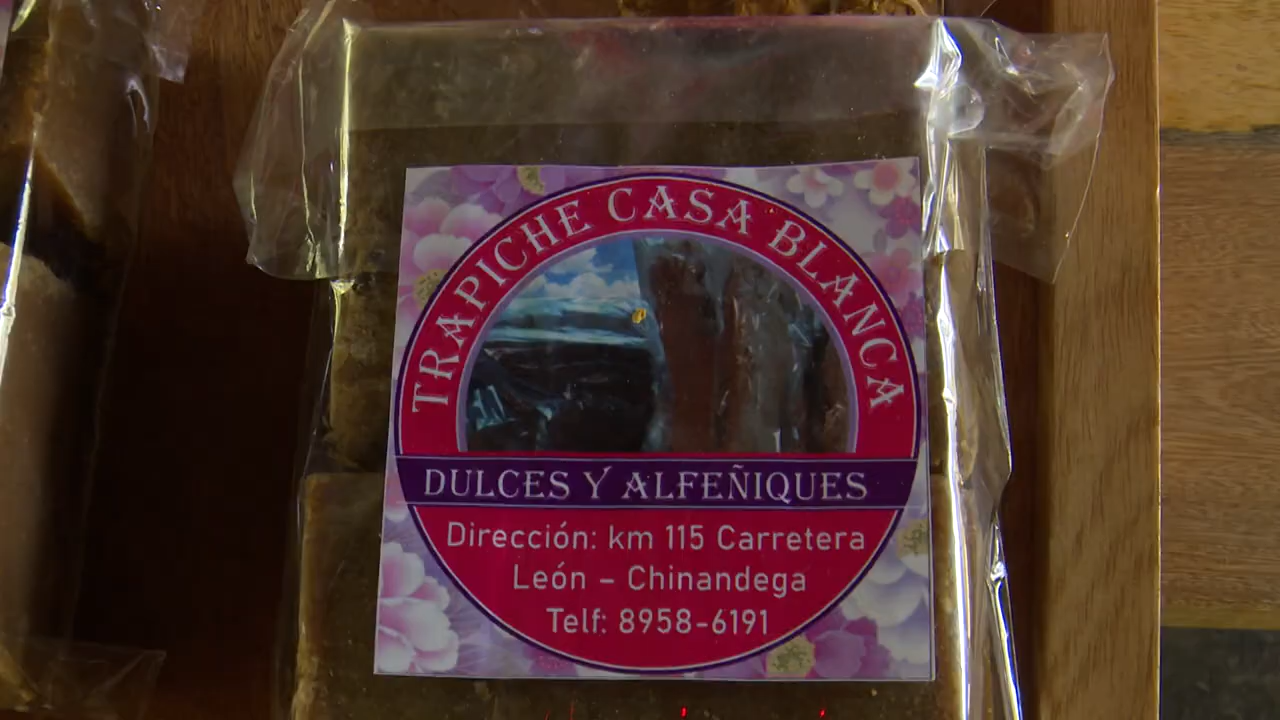 TRAPICHE CASA BLANCA
DULCES Y ALFEÑIQUES
Dirección: km 115 Carretera
León - Chinandega
Telf: 8958-6191